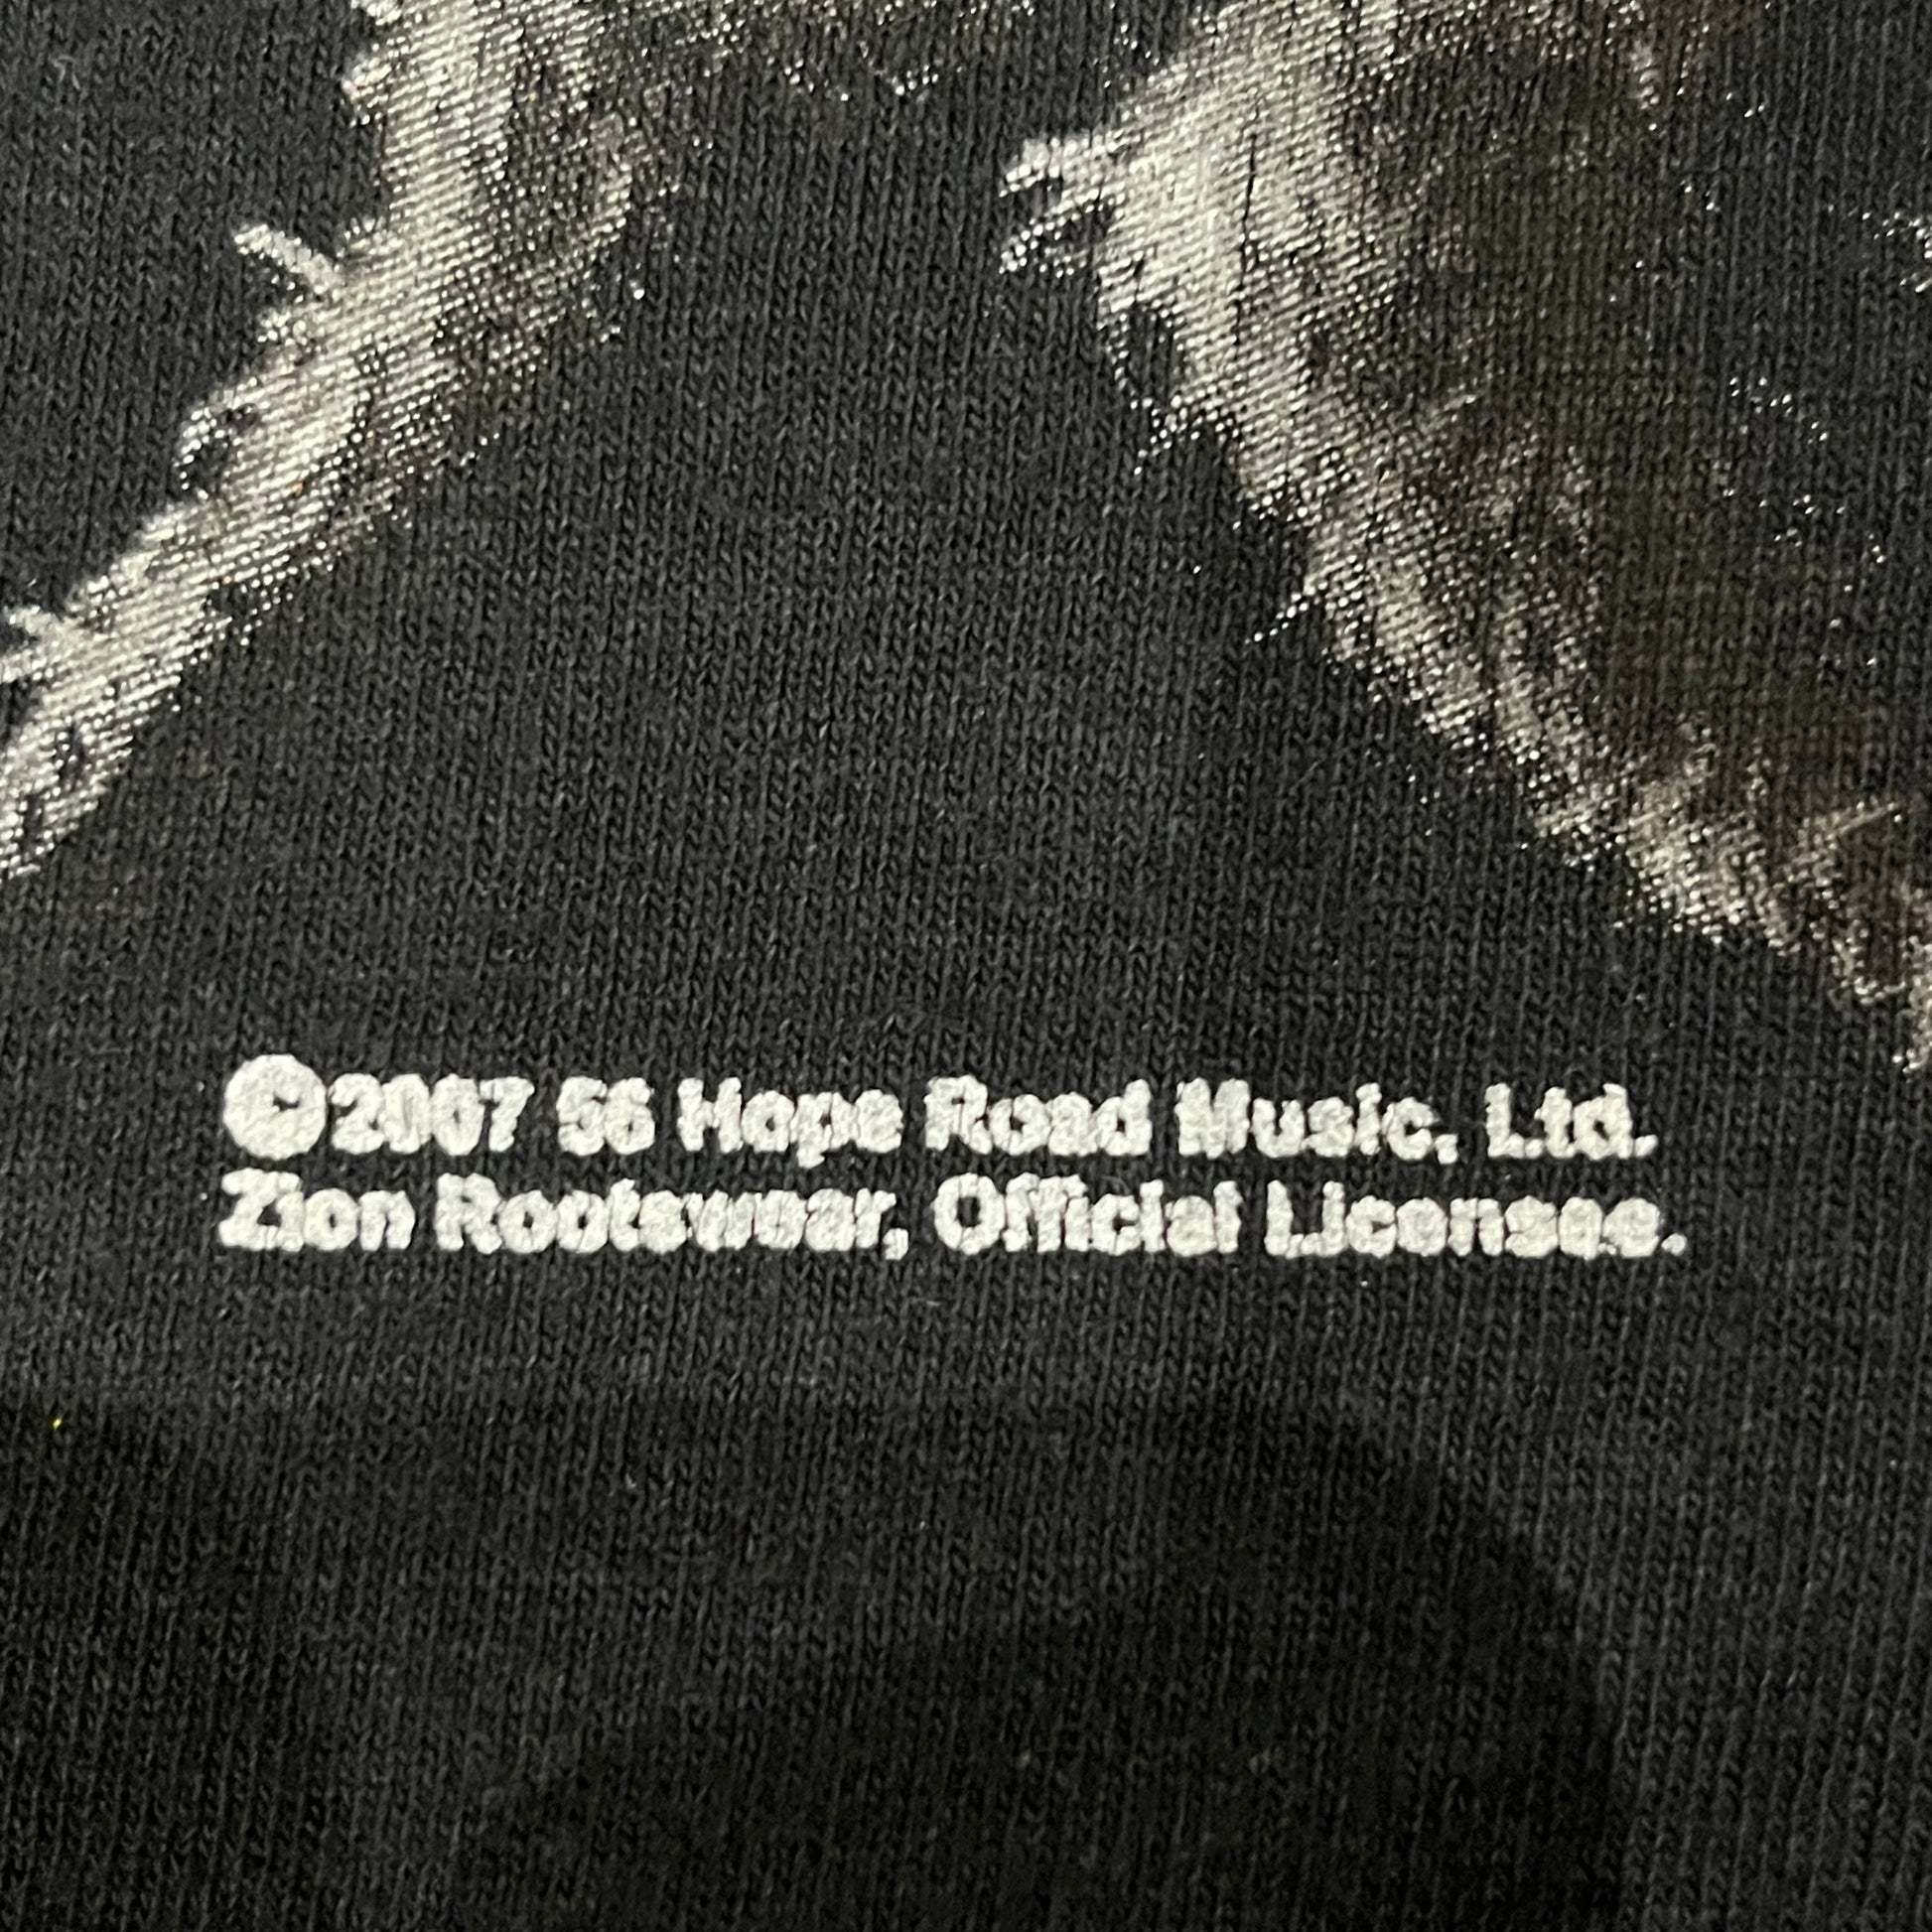 ©2007 56 Hope Road Music, Ltd.
Zion Rootswear, Official Licensee.